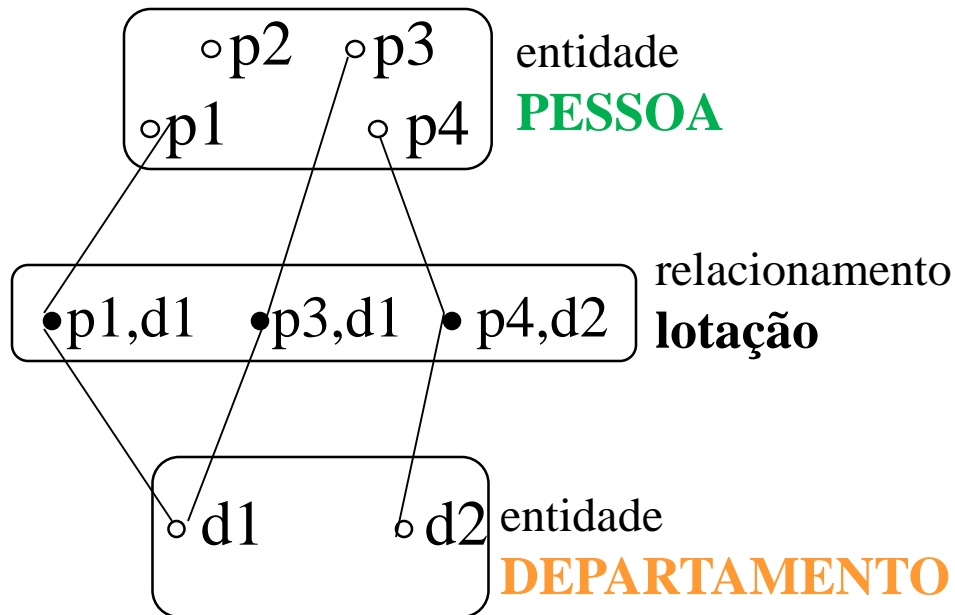 p2 p3
p1 p4
entidade
PESSOA
p1,d1 p3,d1 p4,d2
relacionamento
lotação
d1 d2
entidade
DEPARTAMENTO